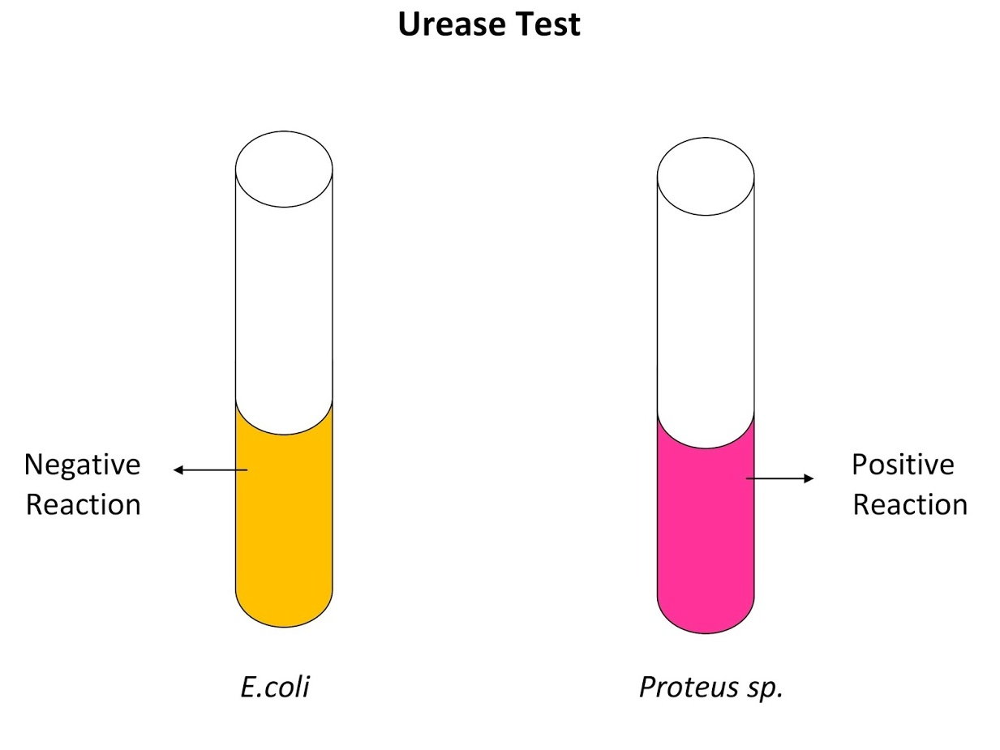 Urease Test
Negative
Reaction
Positive
Reaction
E.coli
Proteus sp.